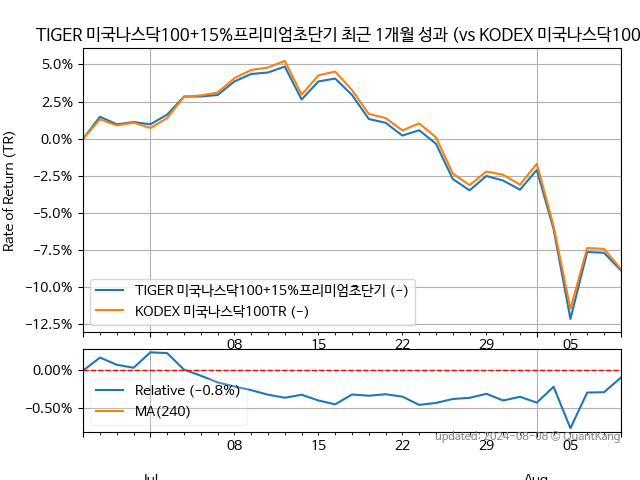 TIGER 미국나스닥100+15%프리미엄초단기 최근 1개월 성과 (vs KODEX 미국나스닥100
Rate of Return (TR)
5.0%
2.5%
0.0%
−2.5%
−5.0%
−7.5%
−10.0%
−12.5%
TIGER 미국나스닥100+15%프리미엄초단기 (-)
KODEX 미국나스닥100TR (-)
08 15 22 29 05
0.00%
−0.50%
Relative (-0.8%)
MA(240)
08 15 22 29 05
updated: 2024-08-08 © QuantKang
Jul Aug